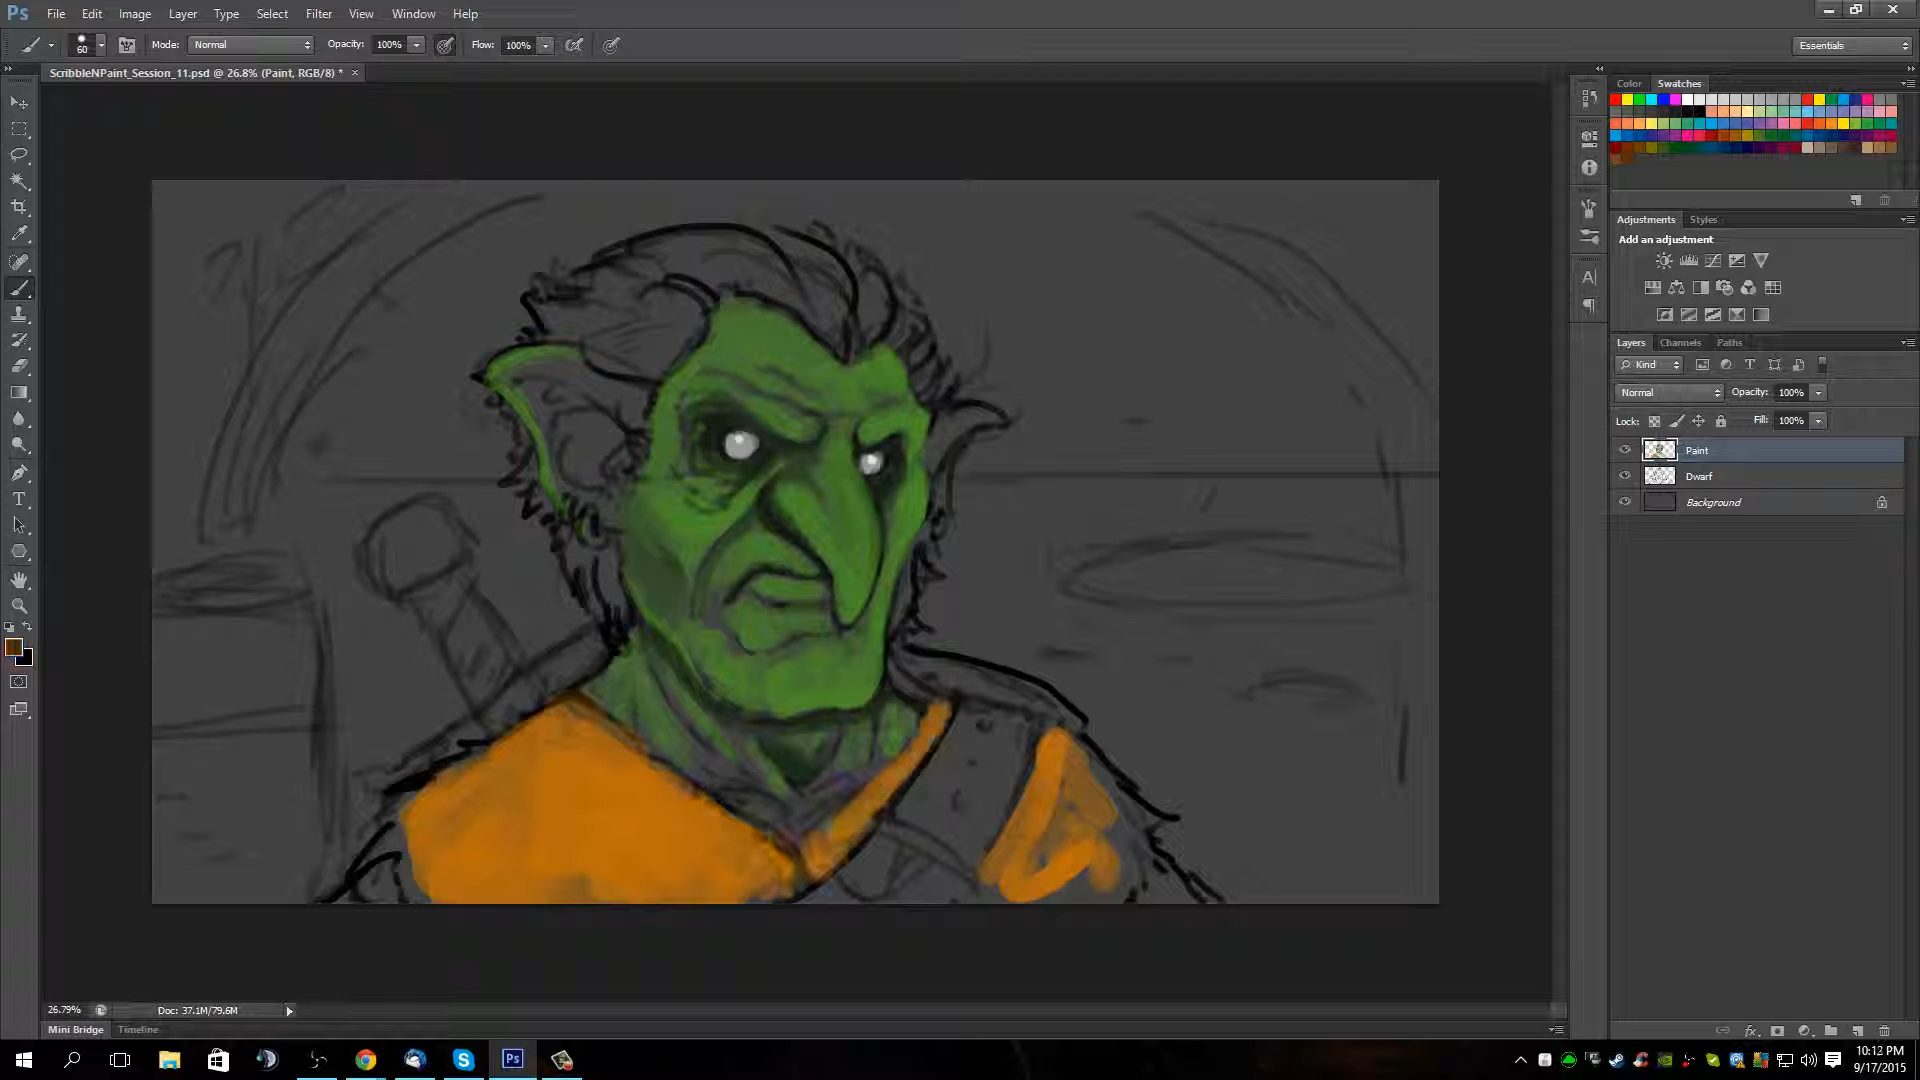 Ps File Edit Image Layer Type Select Filter View Window Help
60 Mode: Normal Opacity: 100% Flow: 100% Essentials
ScribbleNPaint_Session_11.psd @ 26.8% (Paint, RGB/8) *
Color Swatches
Adjustments Styles
Add an adjustment
Layers Channels Paths
Kind
Normal Opacity: 100%
Lock: Fill: 100%
Paint
Dwarf
Background
26.79% Doc: 37.1M/79.6M
Mini Bridge Timeline
10:12 PM
9/17/2015